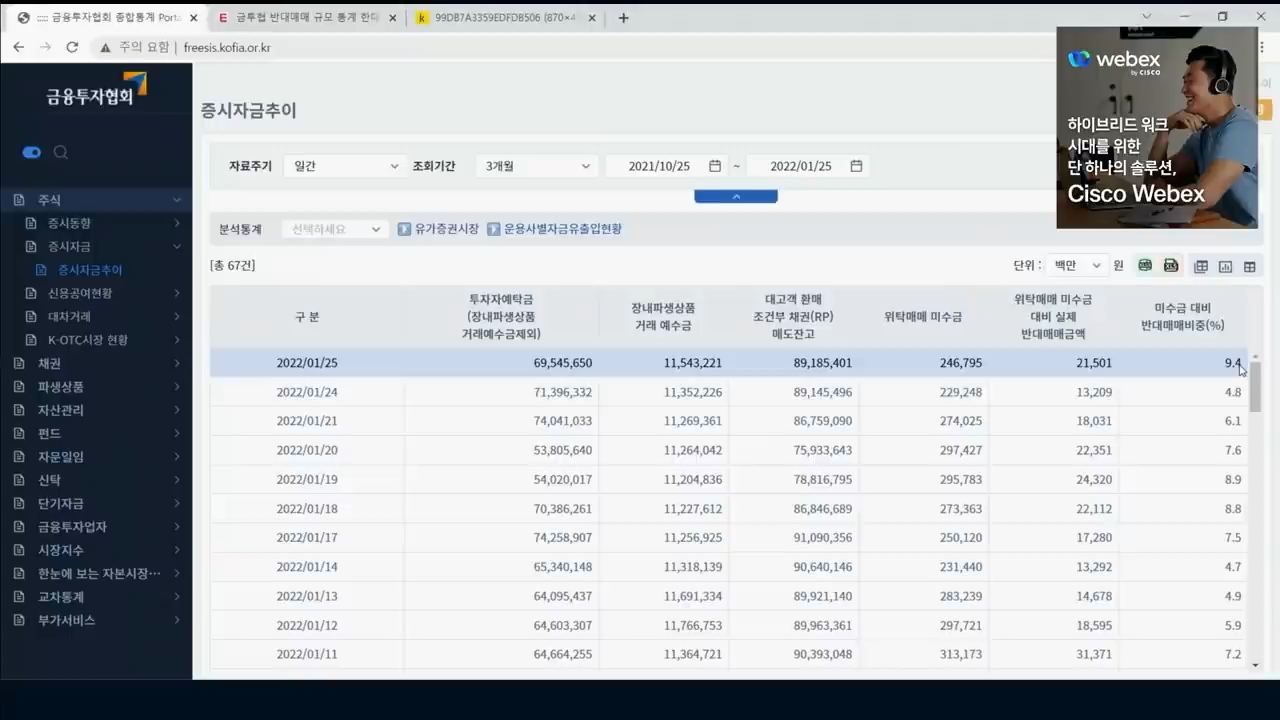 :::: 금융투자협회 종합통계 Porta
금투협 반대매매 규모 통계 한대
99DB7A3359EDFDB506 (870×4
주의 요함
freesis.kofia.or.kr
금융투자협회
주식
증시동향
증시자금
증시자금추이
신용공여현황
대차거래
K-OTC시장 현황
채권
파생상품
자산관리
펀드
자문일임
신탁
단기자금
금융투자업자
시장지수
한눈에 보는 자본시장…
교차통계
부가서비스
증시자금추이
자료주기 일간 조회기간 3개월 2021/10/25 ~ 2022/01/25
분석통계 선택하세요 유가증권시장 운용사별자금유출입현황
[총 67건] 단위 : 백만 원
구 분
투자자예탁금
(장내파생상품
거래예수금제외)
장내파생상품
거래 예수금
대고객 환매
조건부 채권(RP)
매도잔고
위탁매매 미수금
위탁매매 미수금
대비 실제
반대매매금액
미수금 대비
반대매매비중(%)
2022/01/25 69,545,650 11,543,221 89,185,401 246,795 21,501 9.4
2022/01/24 71,396,332 11,352,226 89,145,496 229,248 13,209 4.8
2022/01/21 74,041,033 11,269,361 86,759,090 274,025 18,031 6.1
2022/01/20 53,805,640 11,264,042 75,933,643 297,427 22,351 7.6
2022/01/19 54,020,017 11,204,836 78,816,795 295,783 24,320 8.9
2022/01/18 70,386,261 11,227,612 86,846,689 273,363 22,112 8.8
2022/01/17 74,258,907 11,256,925 91,090,356 250,120 17,280 7.5
2022/01/14 65,340,148 11,318,139 90,640,146 231,440 13,292 4.7
2022/01/13 64,095,437 11,691,334 89,921,140 283,239 14,678 4.9
2022/01/12 64,603,307 11,766,753 89,963,361 297,721 18,595 5.9
2022/01/11 64,664,255 11,364,721 90,393,048 313,173 31,371 7.2
webex
by CISCO
하이브리드 워크
시대를 위한
단 하나의 솔루션,
Cisco Webex